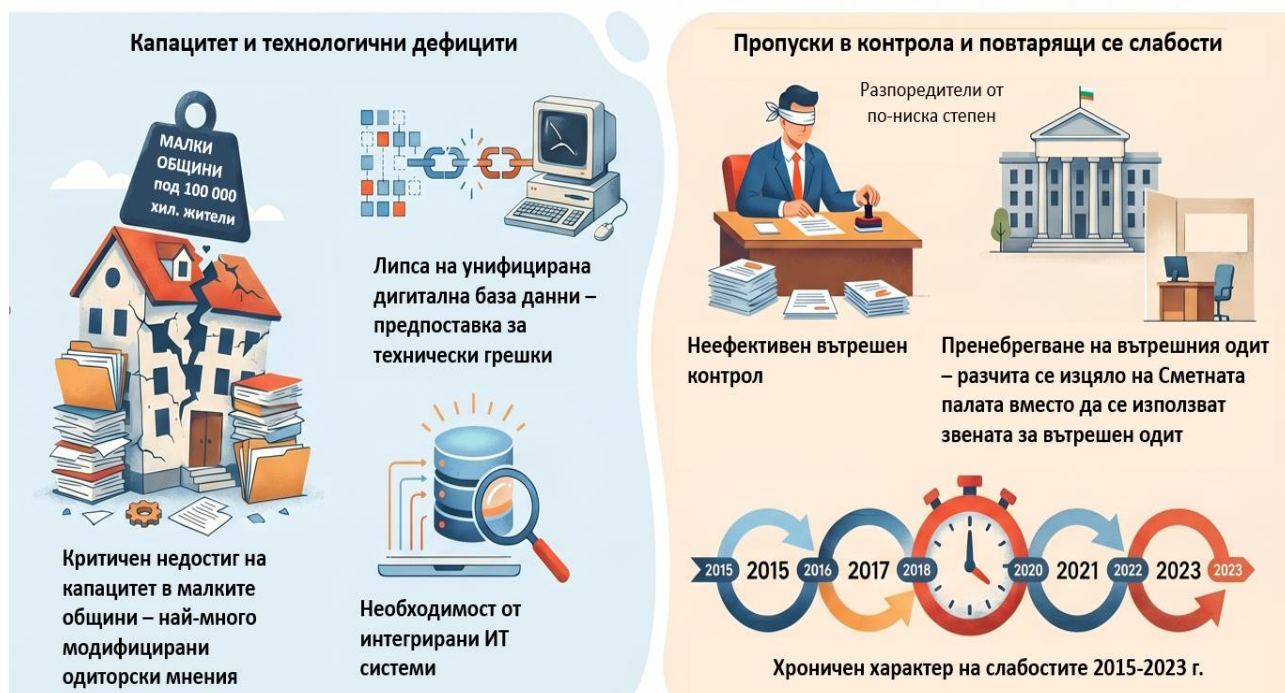 Капацитет и технологични дефицити
МАЛКИ
ОБЩИНИ
под 100 000
хил. жители
Липса на унифицирана
дигитална база данни –
предпоставка за
технически грешки
Критичен недостиг на
капацитет в малките
общини – най-много
модифицирани
одиторски мнения
Необходимост от
интегрирани ИТ
системи
Пропуски в контрола и повтарящи се слабости
Разпоредители от
по-ниска степен
Неефективен вътрешен
контрол
Пренебрегване на вътрешния одит
– разчита се изцяло на Сметната
палата вместо да се използват
звената за вътрешен одит
2015 2015 2016 2017 2018 2020 2021 2022 2023 2023
Хроничен характер на слабостите 2015-2023 г.